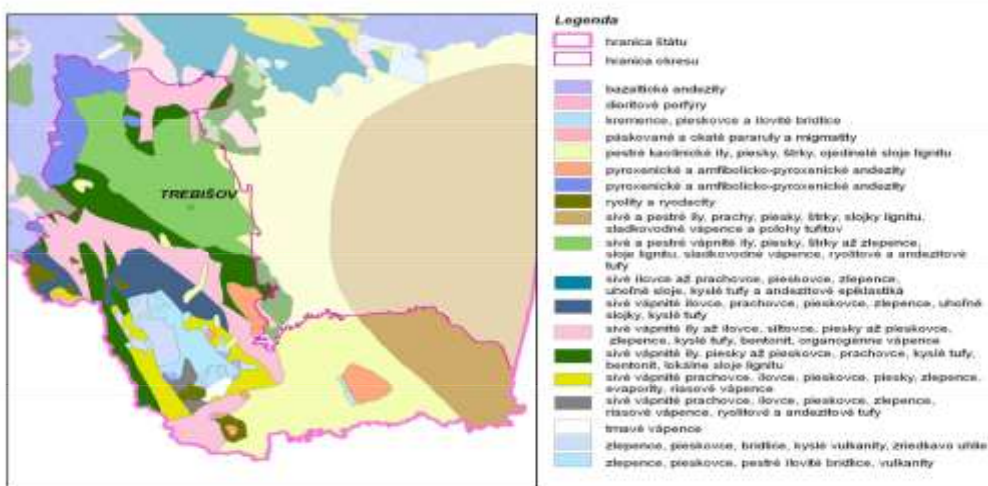 TREBIŠOV
Legenda
hranica štátu
hranica okresu
bazaltické andezity
dioritové porfýry
kremence, pieskovce a ílovité bridlice
páskované a okaté pararuly a migmatity
pestré kaolinické íly, piesky, štrky, ojedinelé sloje lignitu
pyroxenické a amfibolicko-pyroxenické andezity
pyroxenické a amfibolicko-pyroxenické andezity
ryolity a ryodacity
sivé a pestré íly, prachy, piesky, štrky, slojky lignitu,
sladkovodné vápence a polohy tufitov
sivé a pestré vápnité íly, piesky, štrky až zlepence,
sloje lignitu, sladkovodné vápence, ryolitové a andezitové
tufy
sivé ílovce až prachovce, pieskovce, zlepence,
uhoľné sloje, kyslé tufy a andezitové epiklastiká
sivé vápnité ílovce, prachovce, pieskovce, zlepence, uhoľné
slojky, kyslé tufy
sivé vápnité íly až ílovce, siltovce, piesky až pieskovce,
zlepence, kyslé tufy, bentonit, organogénne vápence
sivé vápnité íly, piesky až pieskovce, prachovce, kyslé tufy,
bentonit, lokálne sloje lignitu
sivé vápnité prachovce, ílovce, pieskovce, piesky, zlepence,
evapority, riasové vápence
sivé vápnité prachovce, ílovce, pieskovce, zlepence,
riasové vápence, ryolitové a andezitové tufy
tmavé vápence
zlepence, pieskovce, bridlice, kyslé vulkanity, zriedkavo uhlie
zlepence, pieskovce, pestré ílovité bridlice, vulkanity